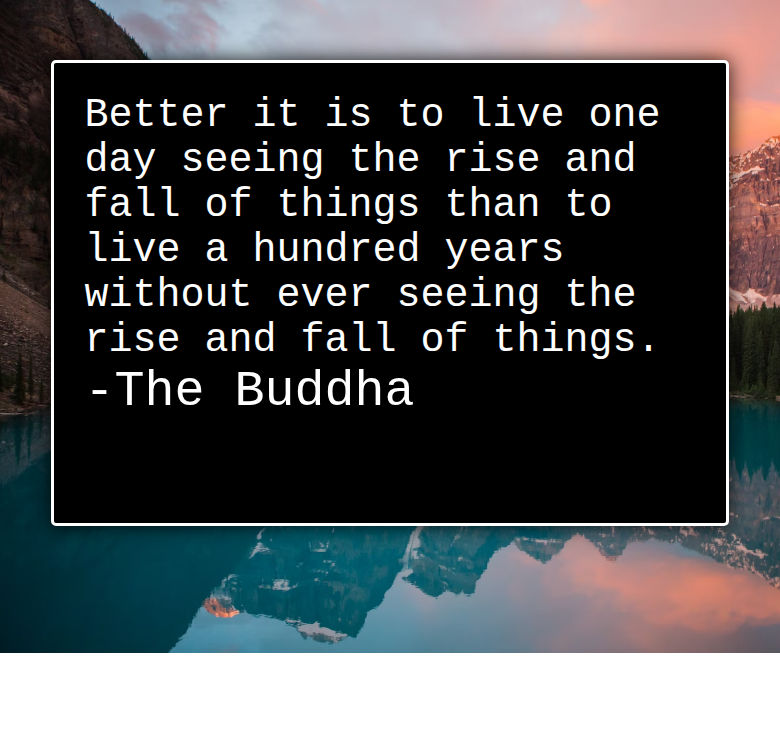 Better it is to live one
day seeing the rise and
fall of things than to
live a hundred years
without ever seeing the
rise and fall of things.
-The Buddha